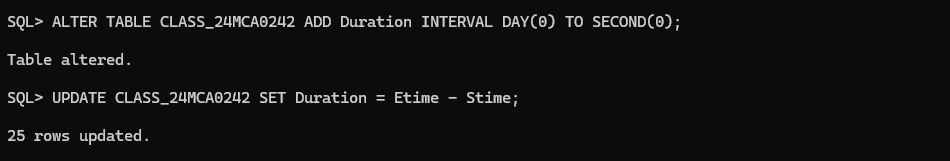 SQL> ALTER TABLE CLASS_24MCA0242 ADD Duration INTERVAL DAY(0) TO SECOND(0);
Table altered.
SQL> UPDATE CLASS_24MCA0242 SET Duration = Etime - Stime;
25 rows updated.